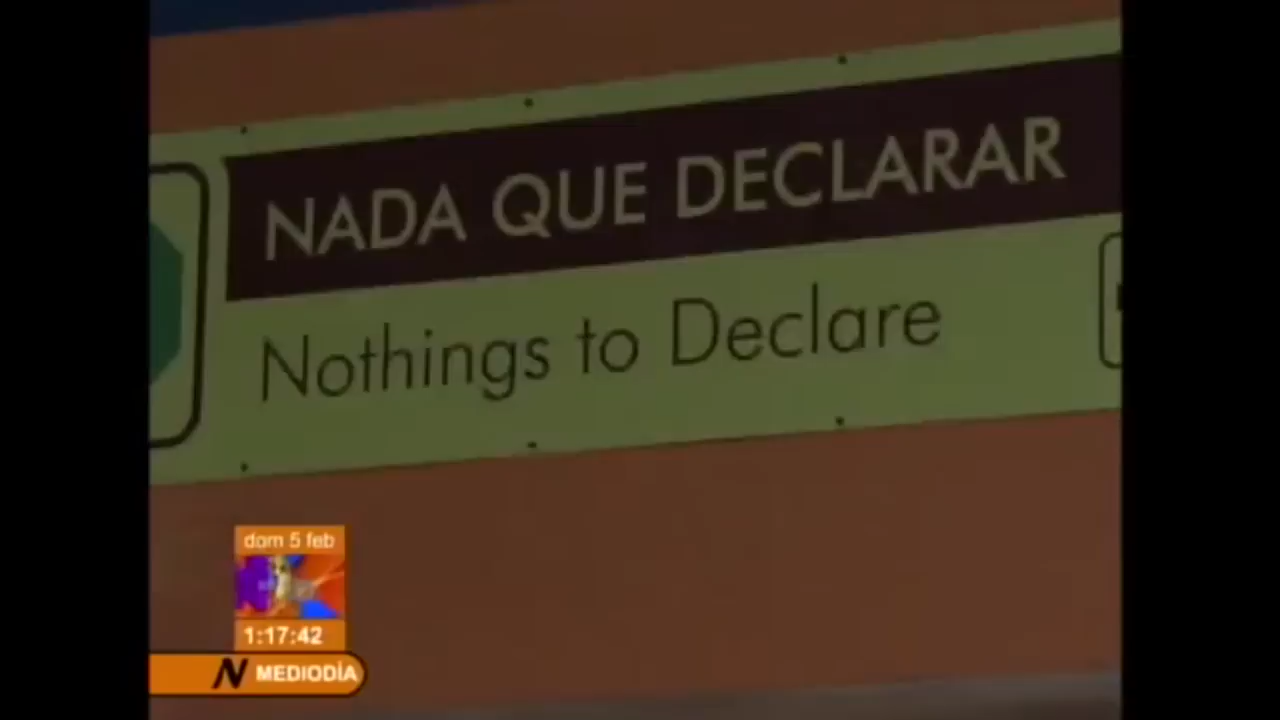 NADA QUE DECLARAR
Nothings to Declare
dom 5 feb
1:17:42
N MEDIODÍA